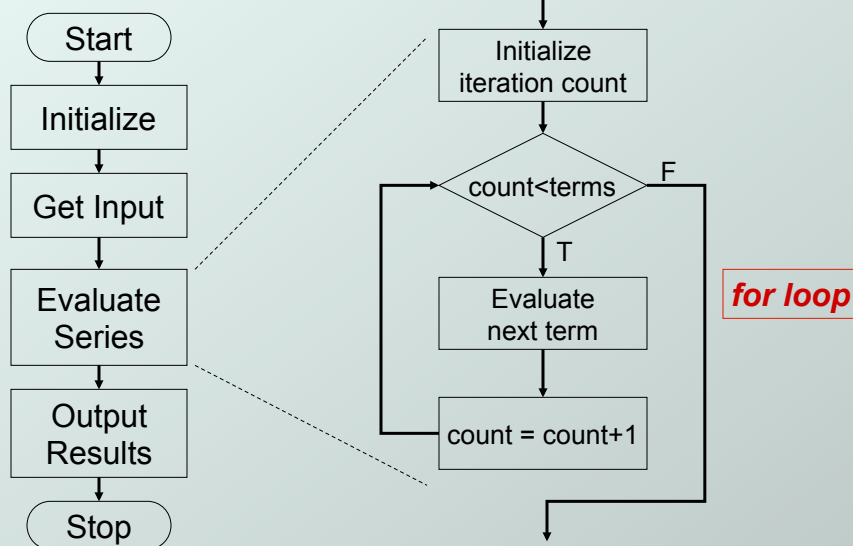 Start
Initialize
Get Input
Evaluate
Series
Output
Results
Stop
Initialize
iteration count
count<terms
F
T
Evaluate
next term
count = count+1
for loop